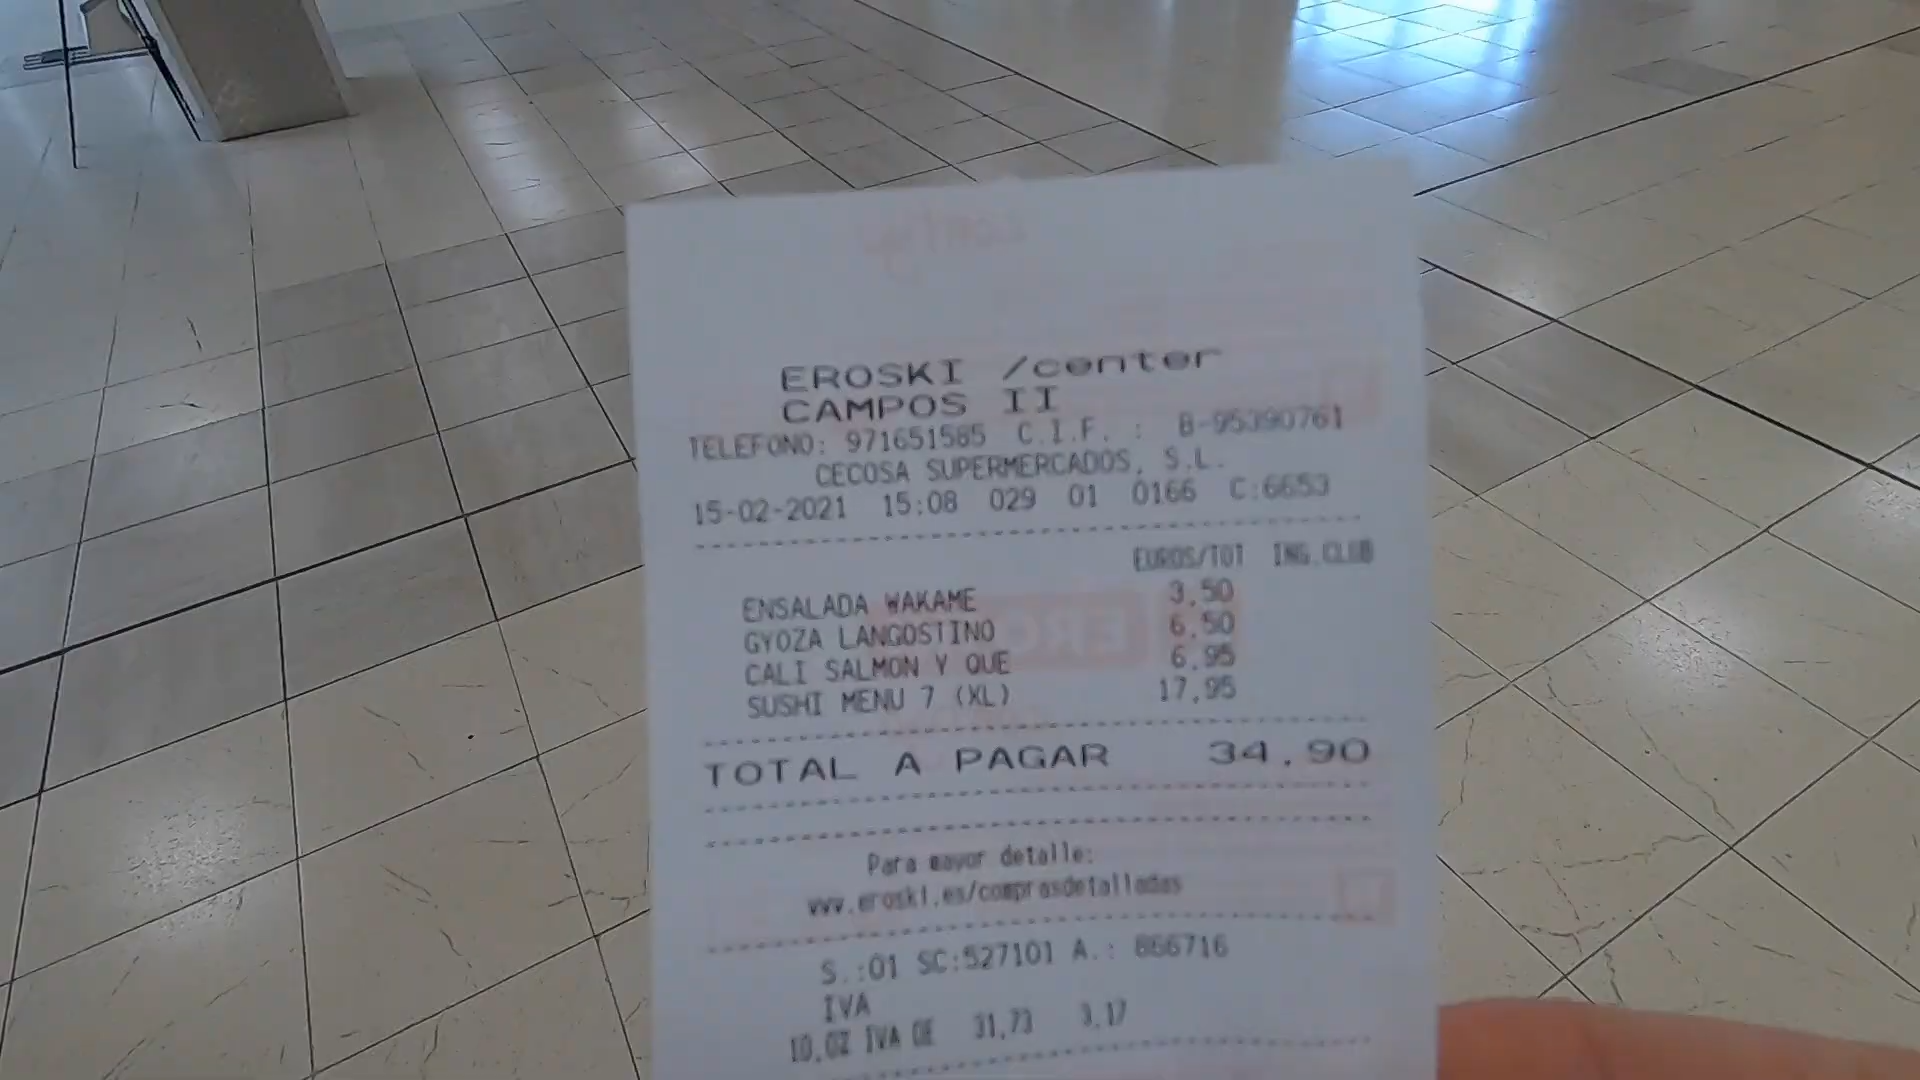 EROSKI /center
CAMPOS II
TELEFONO: 971651585 C.I.F. : B-95390761
CECOSA SUPERMERCADOS, S.L.
15-02-2021 15:08 029 01 0166 C:6653
EUROS/TOT ING.CLUB
ENSALADA WAKAME 3,50
GYOZA LANGOSTINO 6,50
CALI SALMON Y QUE 6,95
SUSHI MENU 7 (XL) 17,95
TOTAL A PAGAR 34.90
Para mayor detalle:
www.eroski.es/comprasdetalladas
S.:01 SC:527101 A.: 866716
IVA
10,0% IVA DE 31,73 3,17